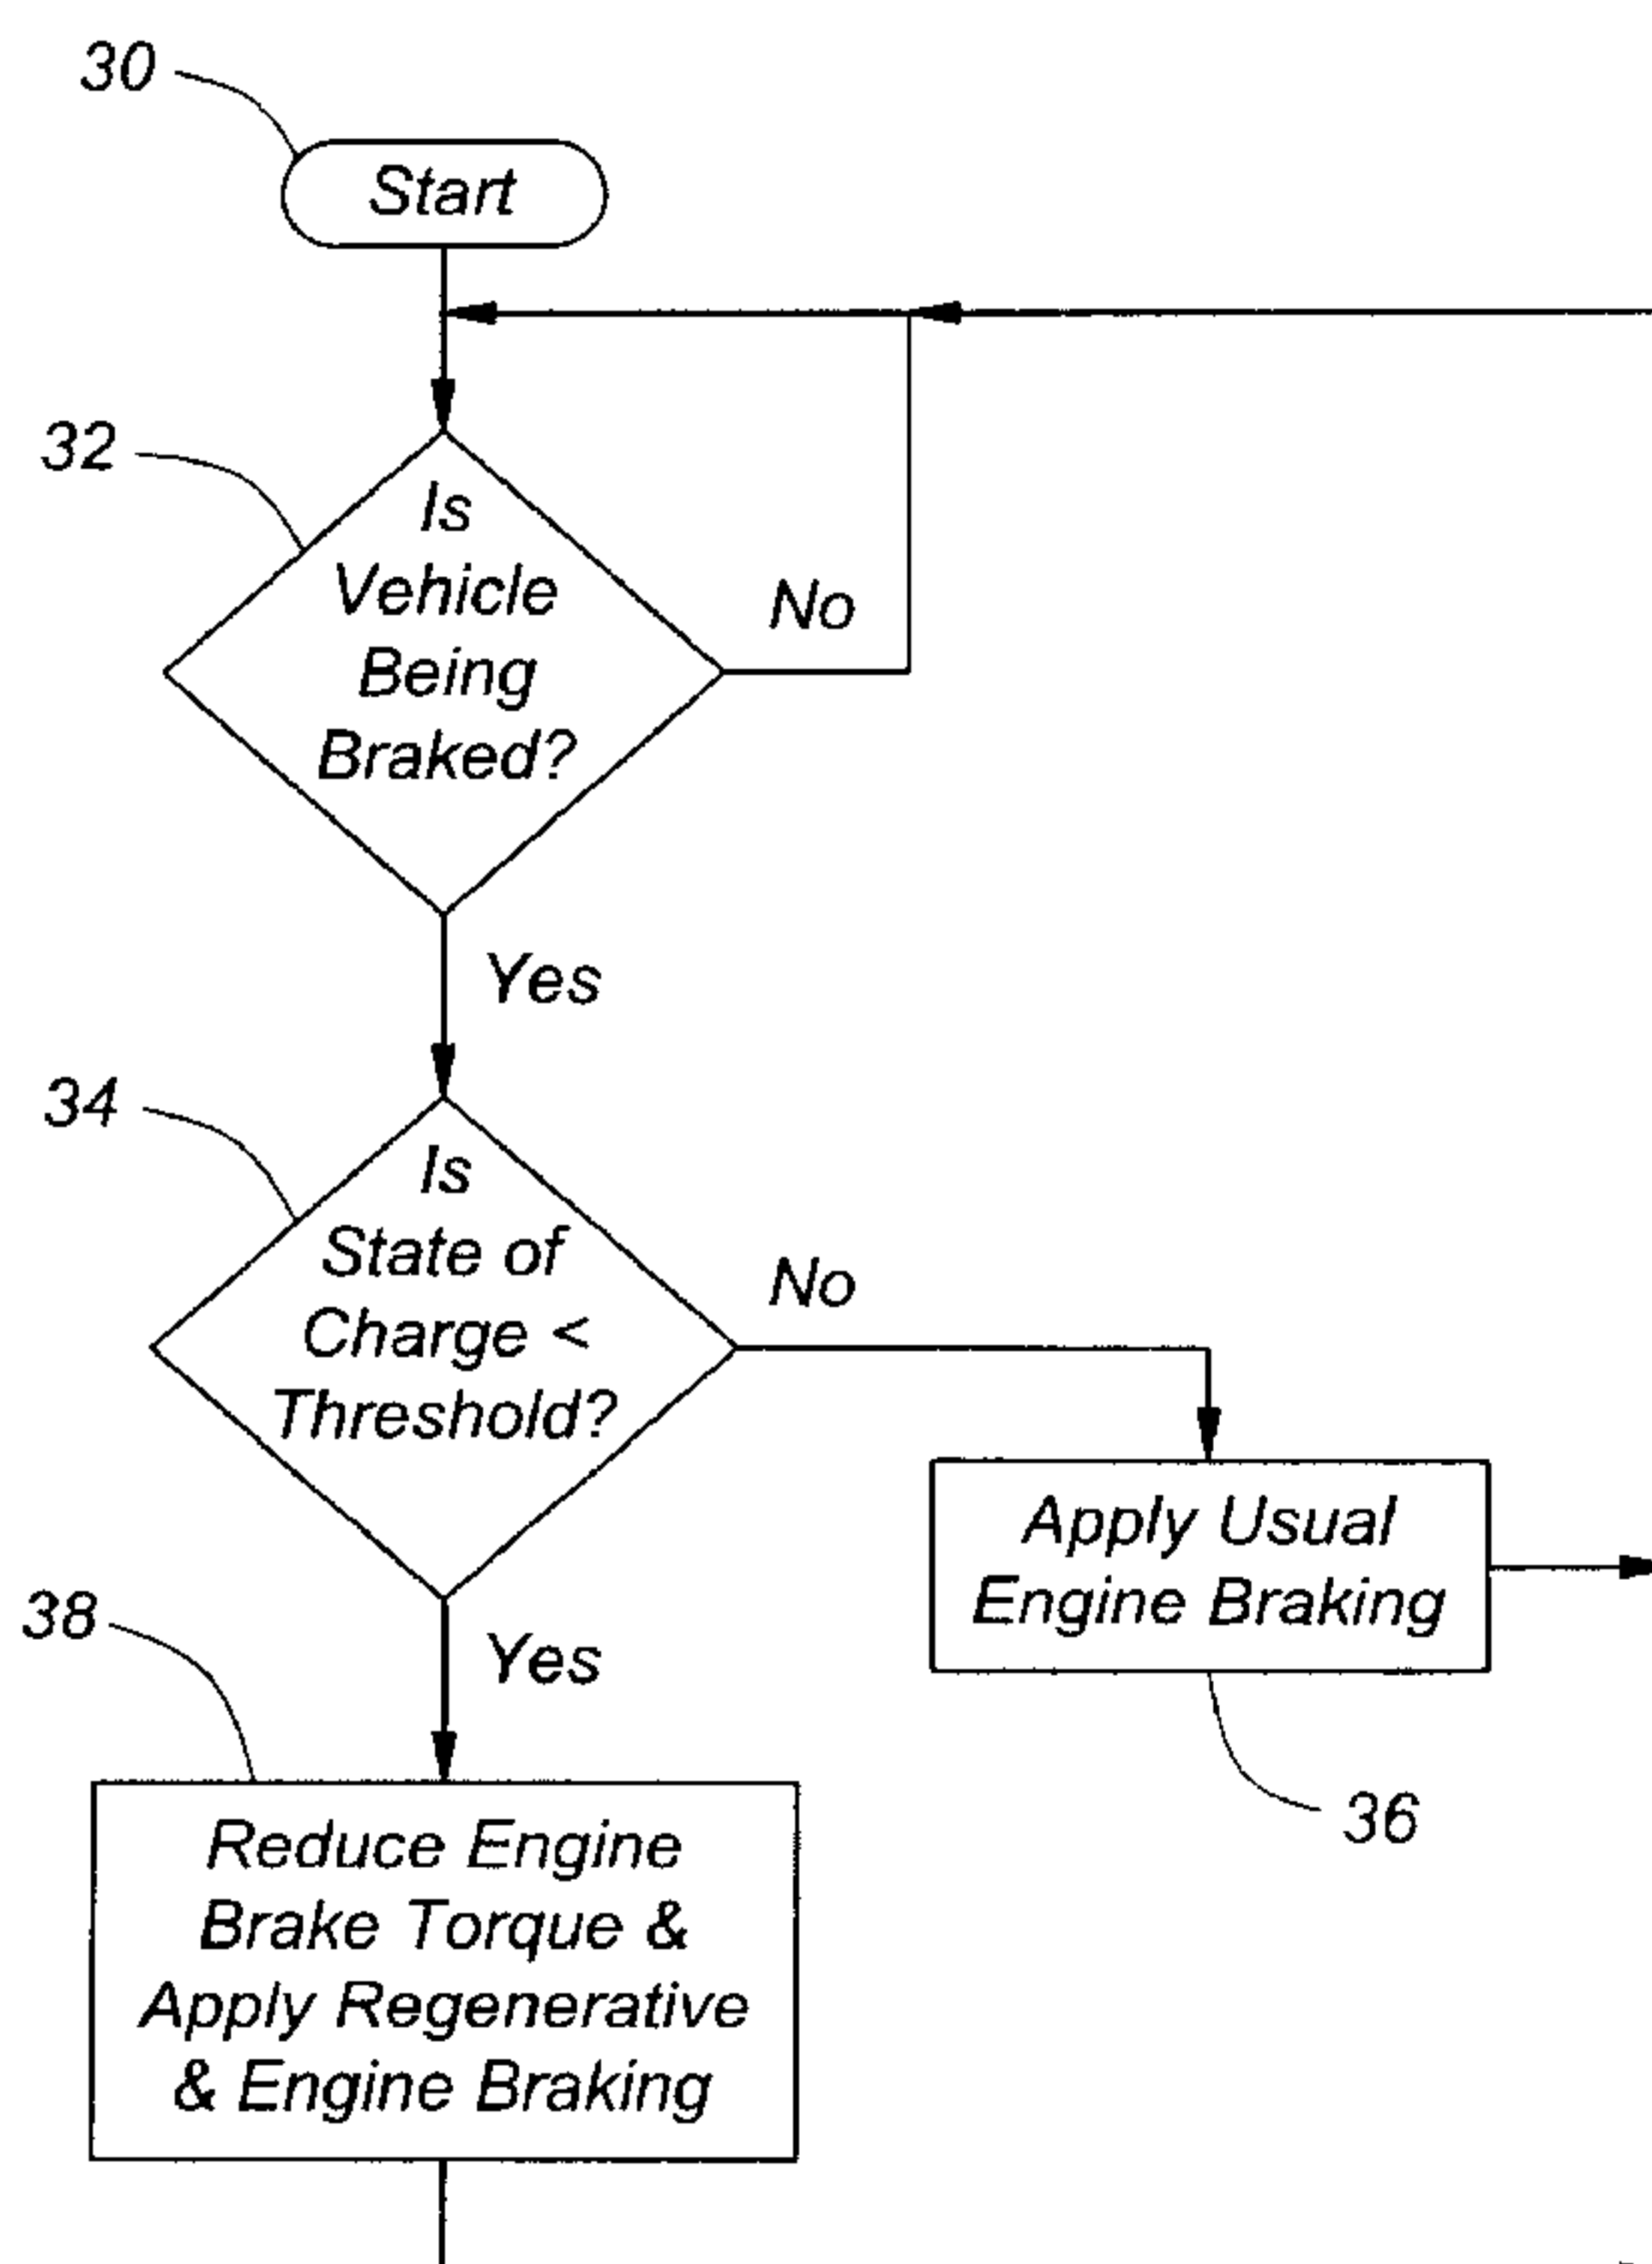 30
Start
32
Is
Vehicle
Being
Braked?
No
Yes
34
Is
State of
Charge <
Threshold?
No
Yes
Apply Usual
Engine Braking
36
38
Reduce Engine
Brake Torque &
Apply Regenerative
& Engine Braking